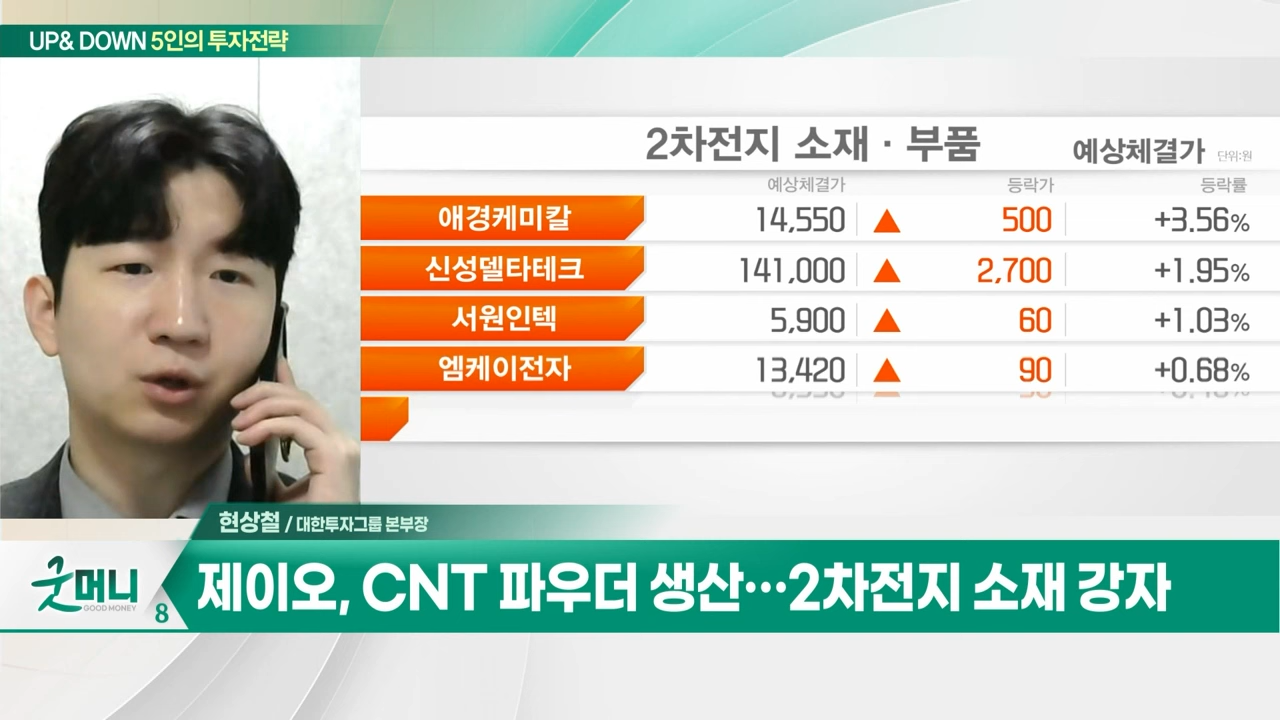 UP& DOWN 5인의 투자전략
2차전지 소재 · 부품 예상체결가 단위:원
예상체결가 등락가 등락률
애경케미칼 14,550 ▲ 500 +3.56%
신성델타테크 141,000 ▲ 2,700 +1.95%
서원인텍 5,900 ▲ 60 +1.03%
엠케이전자 13,420 ▲ 90 +0.68%
현상철 / 대한투자그룹 본부장
굿머니 GOOD MONEY 8
제이오, CNT 파우더 생산…2차전지 소재 강자